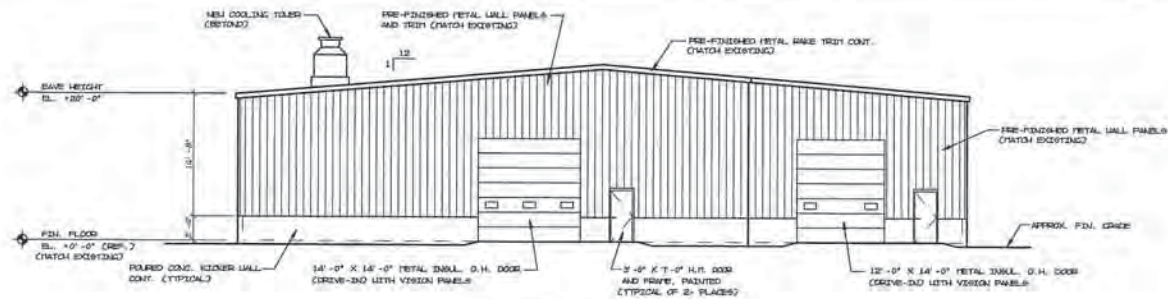 NEW COOLING TOWER
(BEYOND)
PRE-FINISHED METAL WALL PANELS
AND TRIM (MATCH EXISTING)
12
1
PRE-FINISHED METAL RAKE TRIM CONT.
(MATCH EXISTING)
EAVE HEIGHT
EL. +20'-0"
PRE-FINISHED METAL WALL PANELS
(MATCH EXISTING)
FIN. FLOOR
EL. +0'-0" (REF.)
(MATCH EXISTING)
APPROX. FIN. GRADE
POURED CONC. KICKER WALL
CONT. (TYPICAL)
14'-0" X 14'-0" METAL INSUL. O.H. DOOR
(DRIVE-IN) WITH VISION PANELS
3'-0" X 7'-0" H.M. DOOR
AND FRAME, PAINTED
(TYPICAL OF 2> PLACES)
12'-0" X 14'-0" METAL INSUL. O.H. DOOR
(DRIVE-IN) WITH VISION PANELS